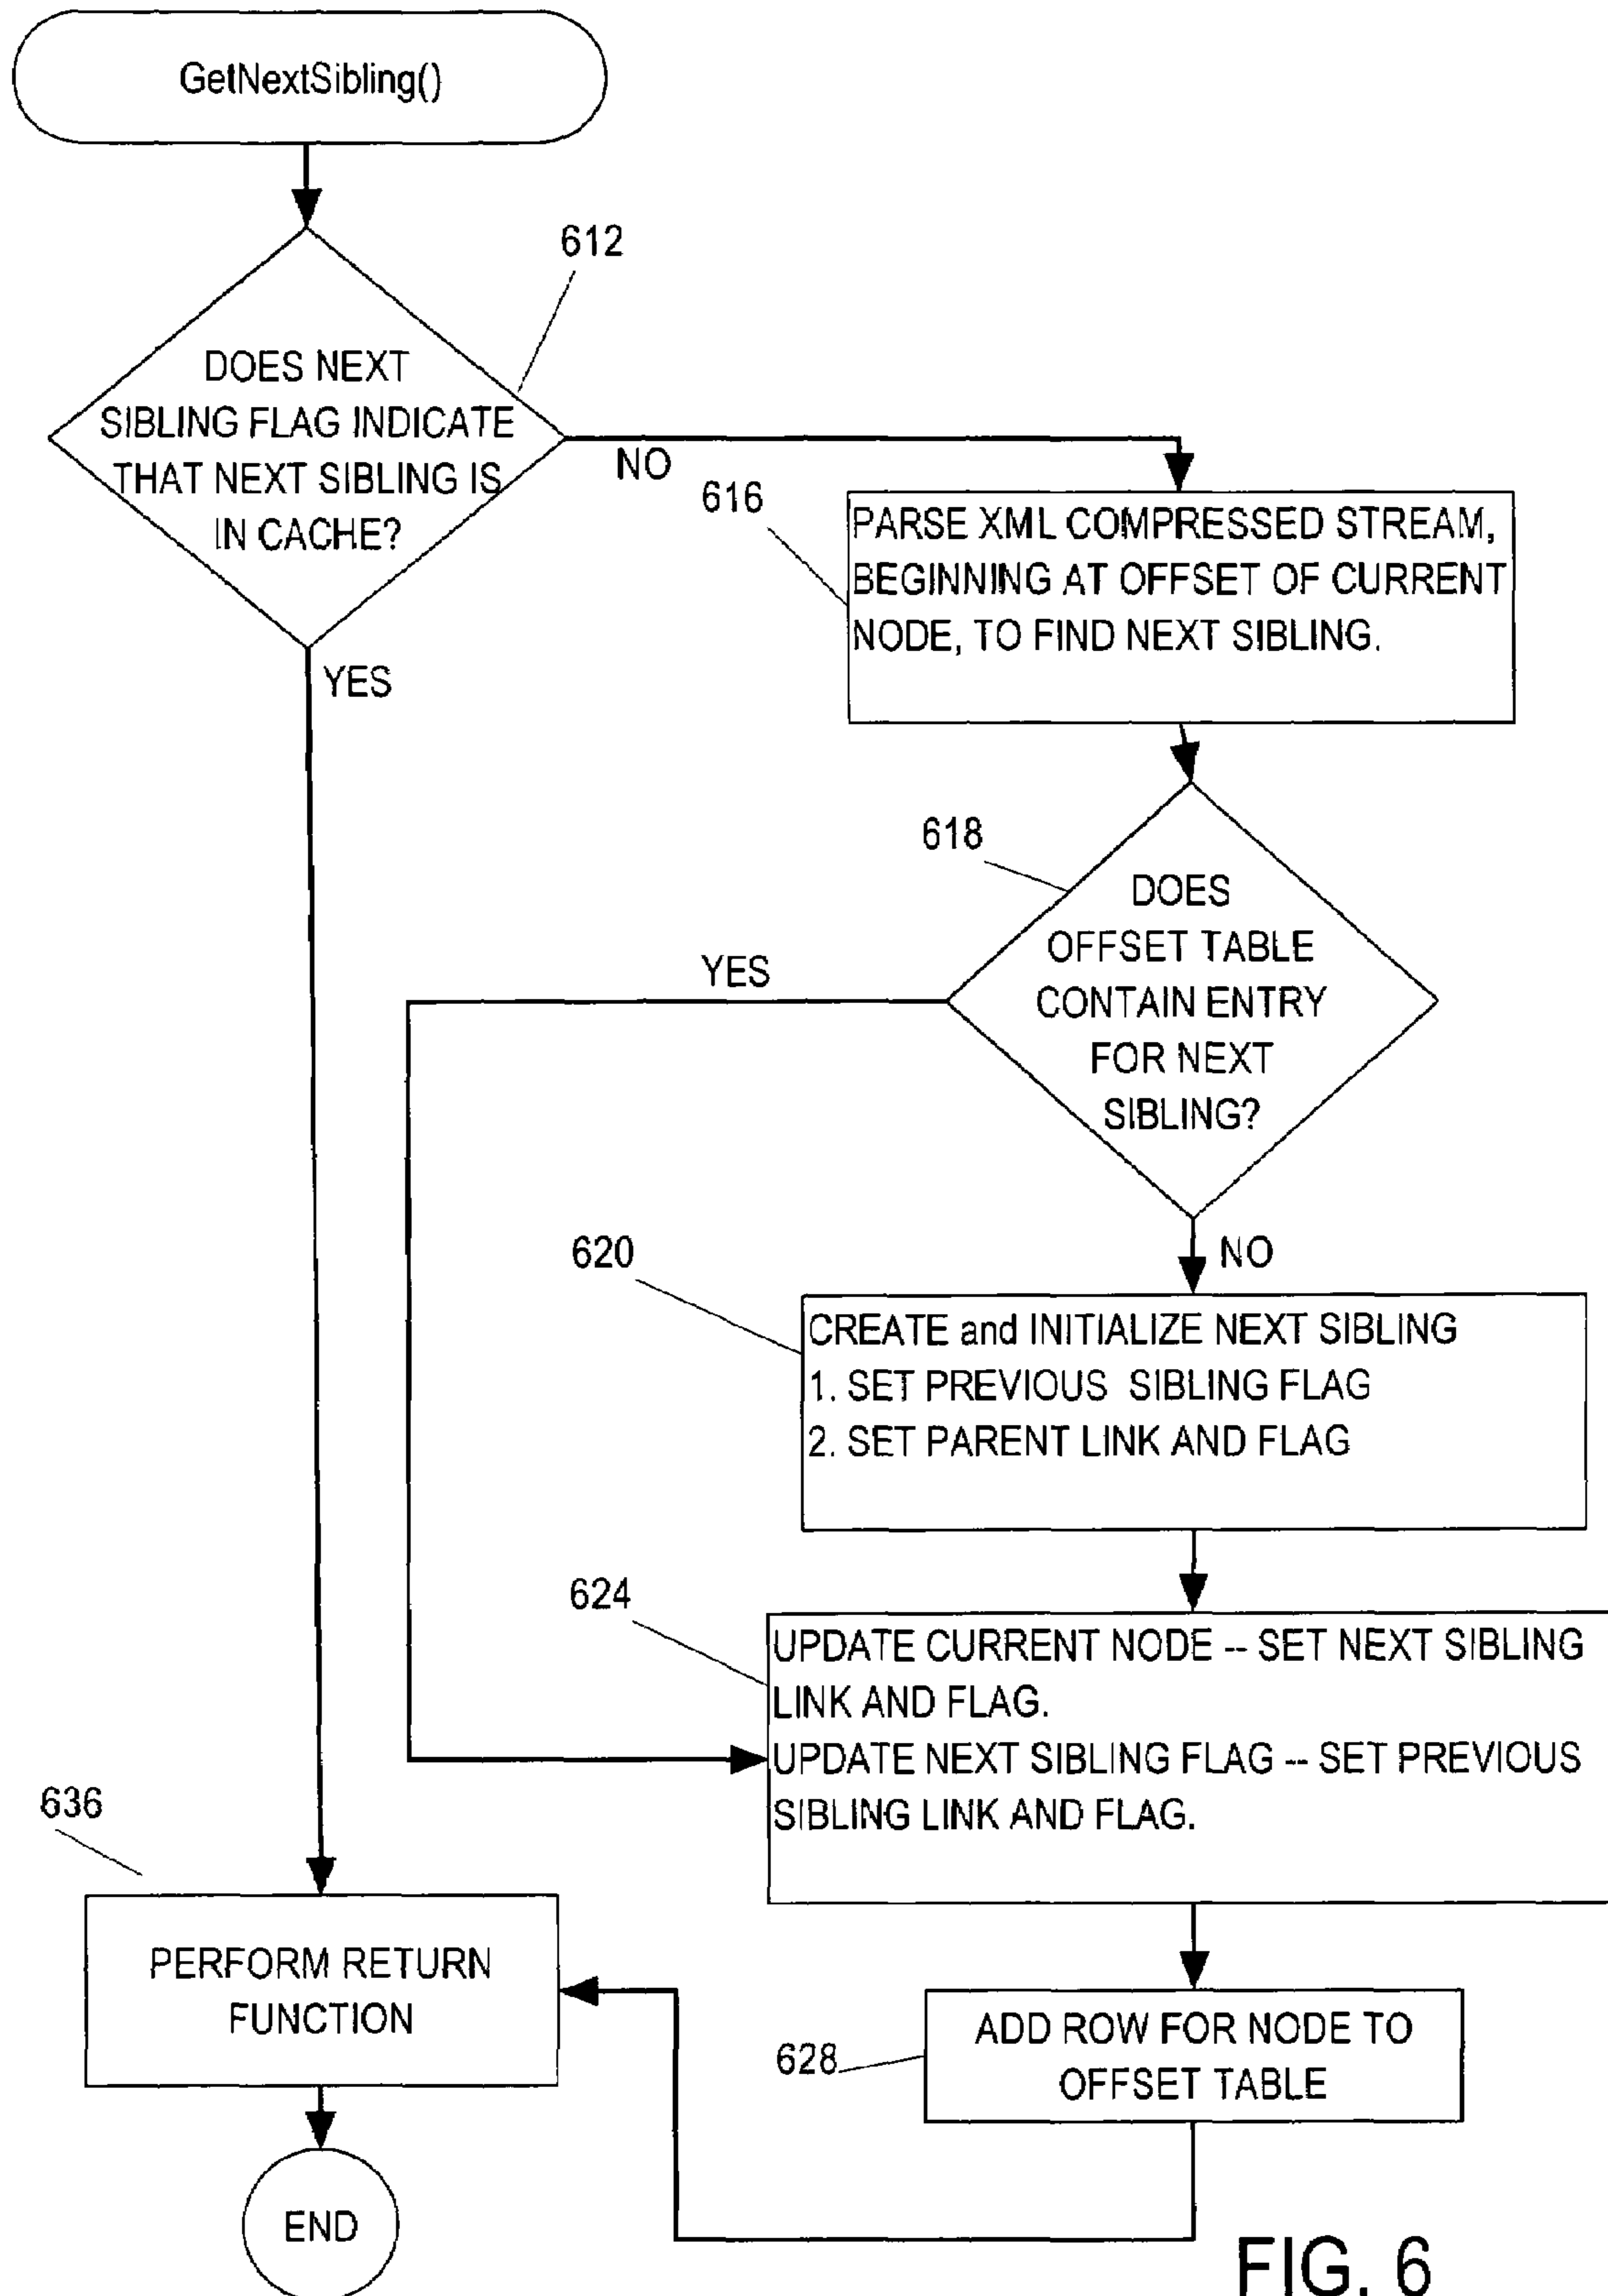 GetNextSibling()
612
DOES NEXT
SIBLING FLAG INDICATE
THAT NEXT SIBLING IS
IN CACHE?
NO
YES
616
PARSE XML COMPRESSED STREAM,
BEGINNING AT OFFSET OF CURRENT
NODE, TO FIND NEXT SIBLING.
618
DOES
OFFSET TABLE
CONTAIN ENTRY
FOR NEXT
SIBLING?
YES
NO
620
CREATE and INITIALIZE NEXT SIBLING
1. SET PREVIOUS SIBLING FLAG
2. SET PARENT LINK AND FLAG
624
UPDATE CURRENT NODE -- SET NEXT SIBLING
LINK AND FLAG.
UPDATE NEXT SIBLING FLAG -- SET PREVIOUS
SIBLING LINK AND FLAG.
636
PERFORM RETURN
FUNCTION
628
ADD ROW FOR NODE TO
OFFSET TABLE
END
FIG. 6